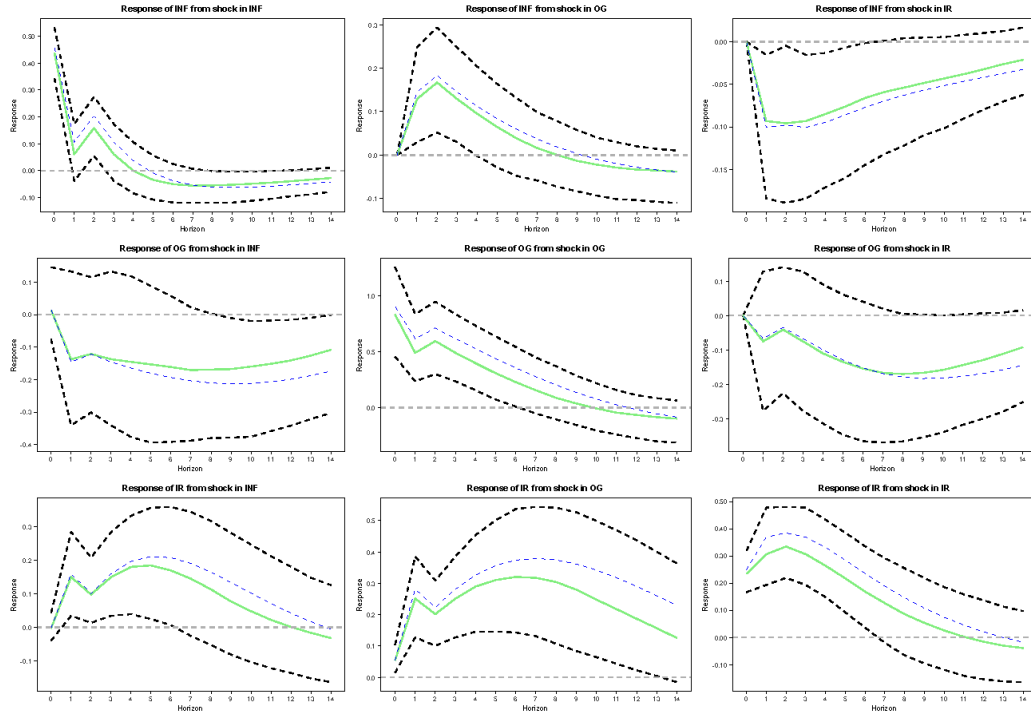 Response of INF from shock in INF
Response
0.50
0.40
0.30
0.20
0.10
0.00
-0.10
0 1 2 3 4 5 6 7 8 9 10 11 12 13 14
Horizon
Response of INF from shock in OG
Response
0.3
0.2
0.1
0.0
-0.1
0 1 2 3 4 5 6 7 8 9 10 11 12 13 14
Horizon
Response of INF from shock in IR
Response
0.00
-0.05
-0.10
-0.15
0 1 2 3 4 5 6 7 8 9 10 11 12 13 14
Horizon
Response of OG from shock in INF
Response
0.1
0.0
-0.1
-0.2
-0.3
-0.4
0 1 2 3 4 5 6 7 8 9 10 11 12 13 14
Horizon
Response of OG from shock in OG
Response
1.0
0.5
0.0
0 1 2 3 4 5 6 7 8 9 10 11 12 13 14
Horizon
Response of OG from shock in IR
Response
0.1
0.0
-0.1
-0.2
-0.3
0 1 2 3 4 5 6 7 8 9 10 11 12 13 14
Horizon
Response of IR from shock in INF
Response
0.3
0.2
0.1
0.0
-0.1
0 1 2 3 4 5 6 7 8 9 10 11 12 13 14
Horizon
Response of IR from shock in OG
Response
0.5
0.4
0.3
0.2
0.1
0.0
0 1 2 3 4 5 6 7 8 9 10 11 12 13 14
Horizon
Response of IR from shock in IR
Response
0.50
0.40
0.30
0.20
0.10
0.00
-0.10
0 1 2 3 4 5 6 7 8 9 10 11 12 13 14
Horizon